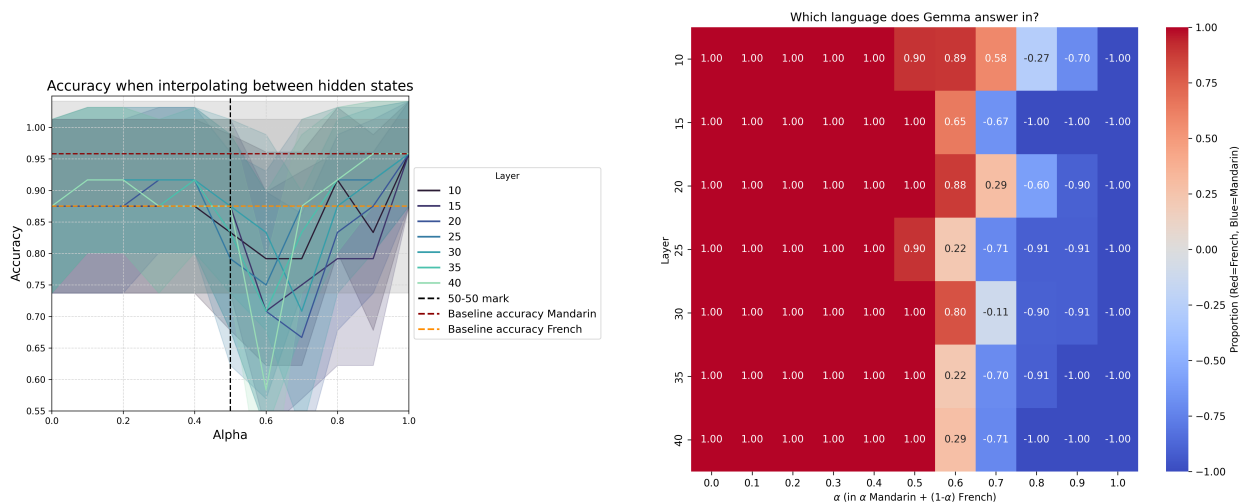 Accuracy when interpolating between hidden states
Accuracy
1.00
0.95
0.90
0.85
0.80
0.75
0.70
0.65
0.60
0.55
0.0 0.2 0.4 0.6 0.8 1.0
Alpha
Layer
10
15
20
25
30
35
40
50-50 mark
Baseline accuracy Mandarin
Baseline accuracy French
Which language does Gemma answer in?
Layer
10 1.00 1.00 1.00 1.00 1.00 0.90 0.89 0.58 -0.27 -0.70 -1.00
15 1.00 1.00 1.00 1.00 1.00 1.00 0.65 -0.67 -1.00 -1.00 -1.00
20 1.00 1.00 1.00 1.00 1.00 1.00 0.88 0.29 -0.60 -0.90 -1.00
25 1.00 1.00 1.00 1.00 1.00 0.90 0.22 -0.71 -0.91 -0.91 -1.00
30 1.00 1.00 1.00 1.00 1.00 1.00 0.80 -0.11 -0.90 -0.91 -1.00
35 1.00 1.00 1.00 1.00 1.00 1.00 0.22 -0.70 -0.91 -1.00 -1.00
40 1.00 1.00 1.00 1.00 1.00 1.00 0.29 -0.71 -1.00 -1.00 -1.00
0.0 0.1 0.2 0.3 0.4 0.5 0.6 0.7 0.8 0.9 1.0
α (in α Mandarin + (1-α) French)
1.00
0.75
0.50
0.25
0.00
−0.25
−0.50
−0.75
−1.00
Proportion (Red=French, Blue=Mandarin)